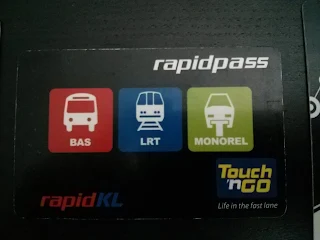 rapidpass
BAS
LRT
MONOREL
rapidKL
Touch
'n GO
Life in the fast lane